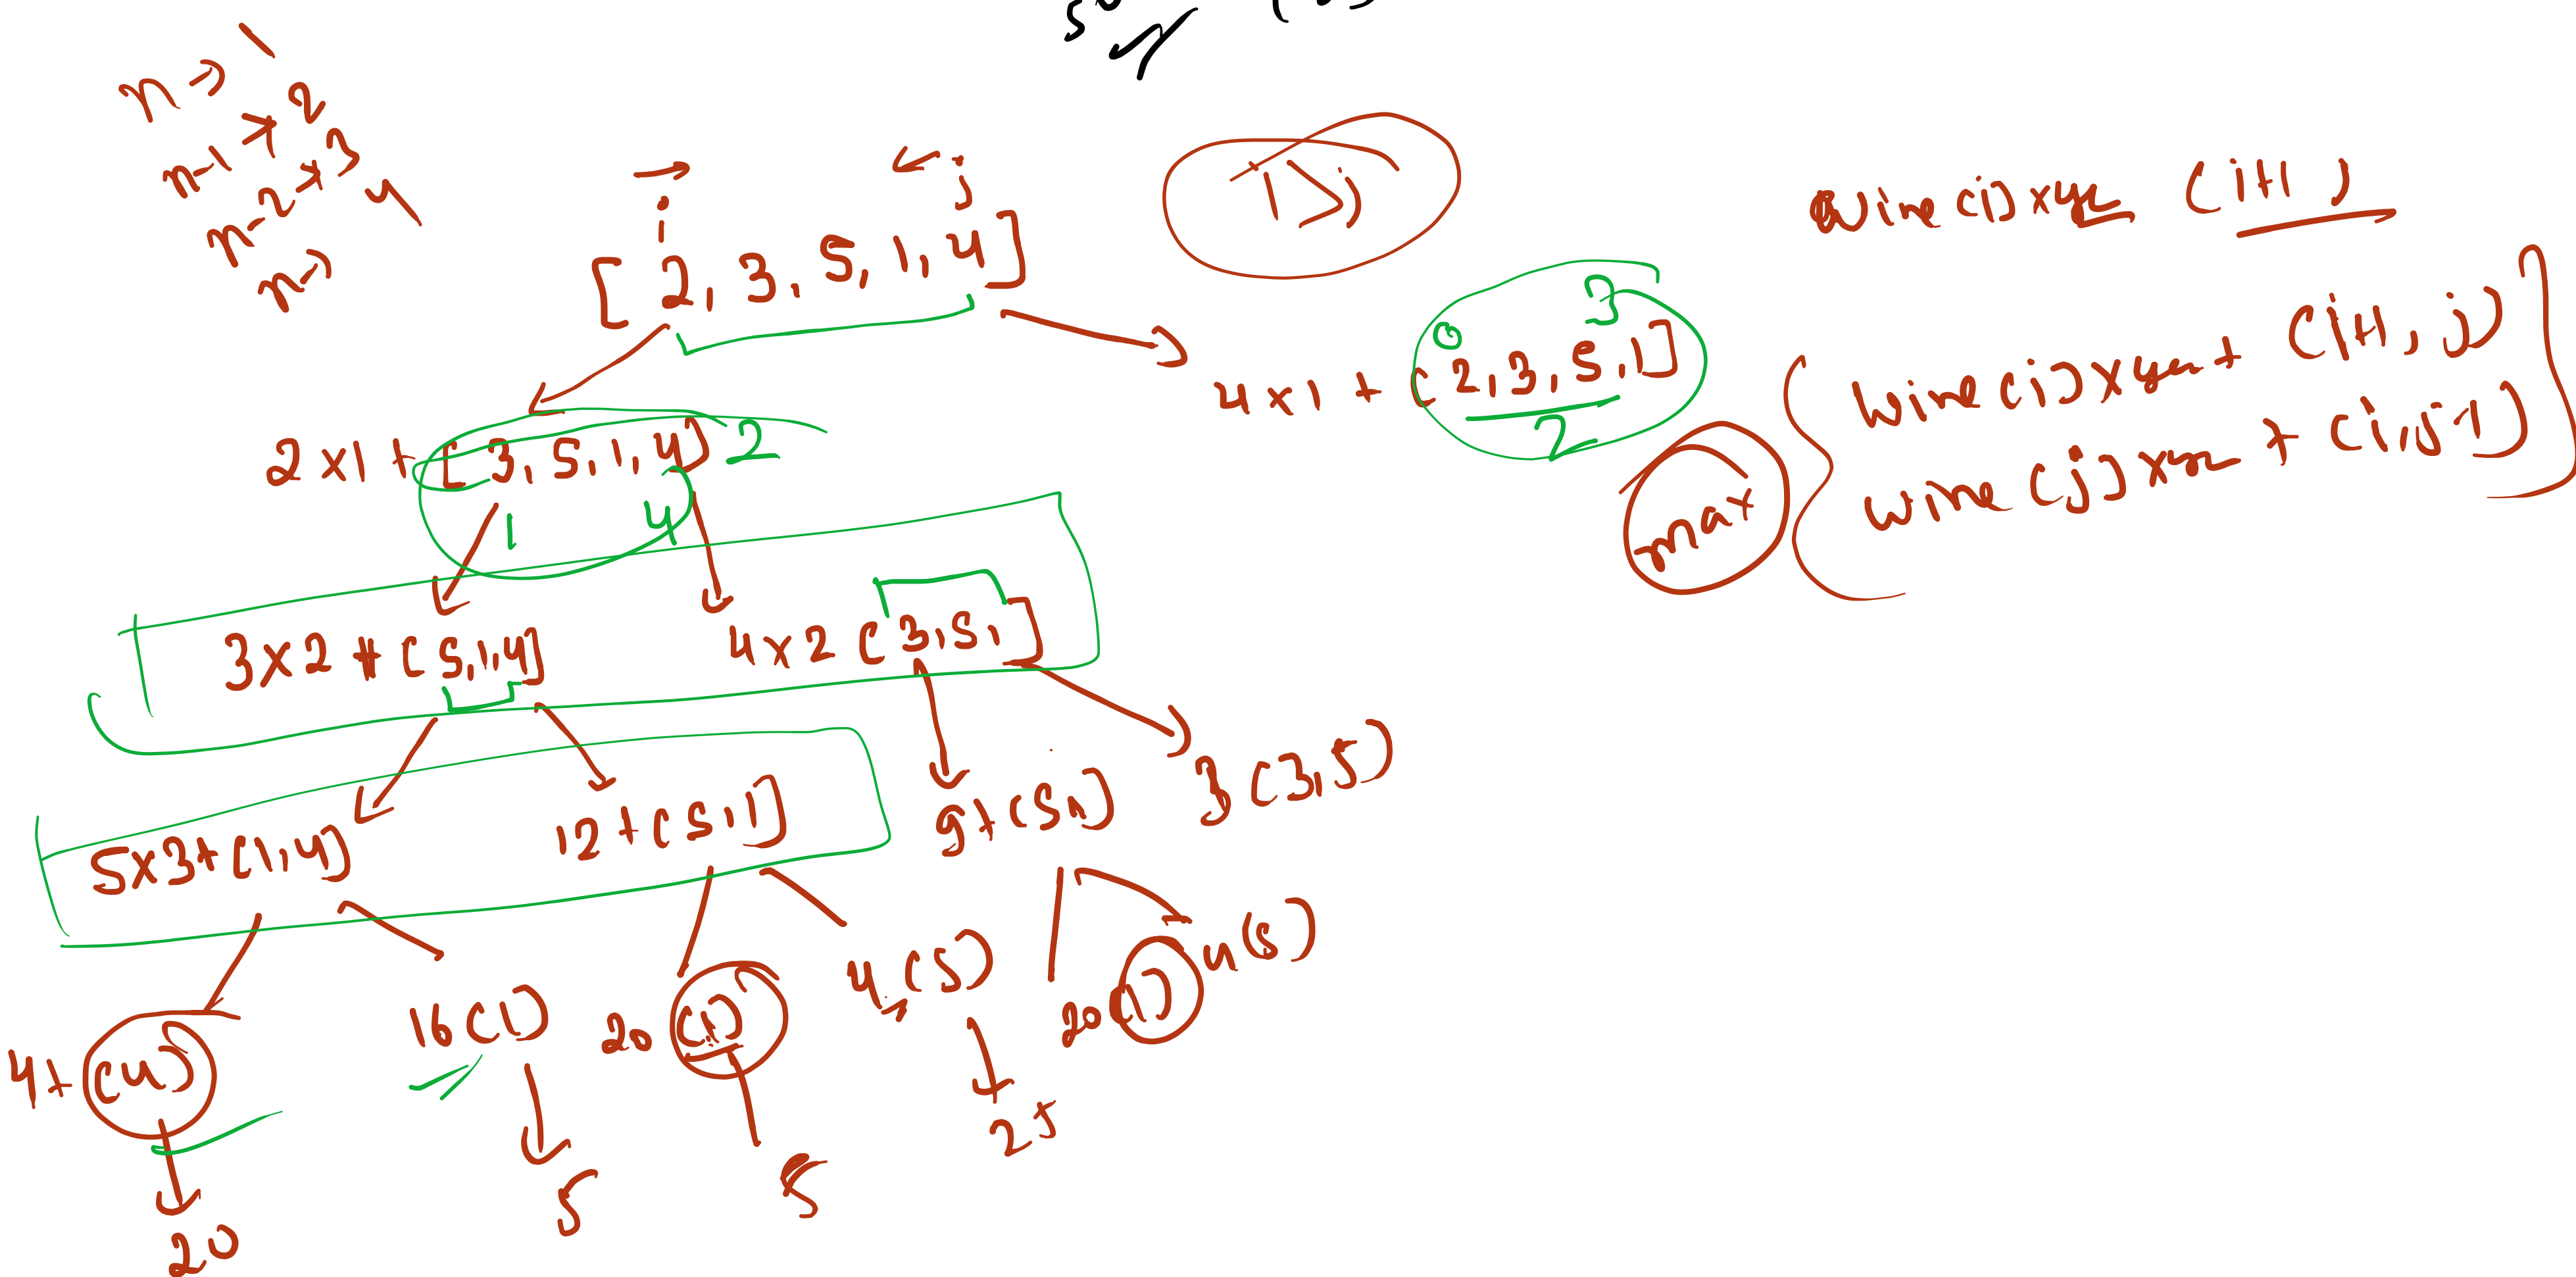 n → 1
n-1 → 2
n-2 → 3
n → 4
i j
[ 2, 3, 5, 1, 4 ]
i > j
wine(i) x yr (i+1, )
4 x 1 + [ 2, 3, 5, 1 ]
0 3
2
max
wine(i) x year + (i+1, j)
wine(j) x yr + (i, j-1)
2 x 1 + [ 3, 5, 1, 4 ] 2
1 4
3 x 2 + [ 5, 1, 4 ]
4 x 2 [ 3, 5, ]
5 x 3 + [ 1, 4 ]
12 + [ 5, 1 ]
9 + (5, 1)
3 (3, 5)
4 + (4)
16 (1)
20 (1)
4, (5)
20 (1)
4 (5)
20
5
5
25